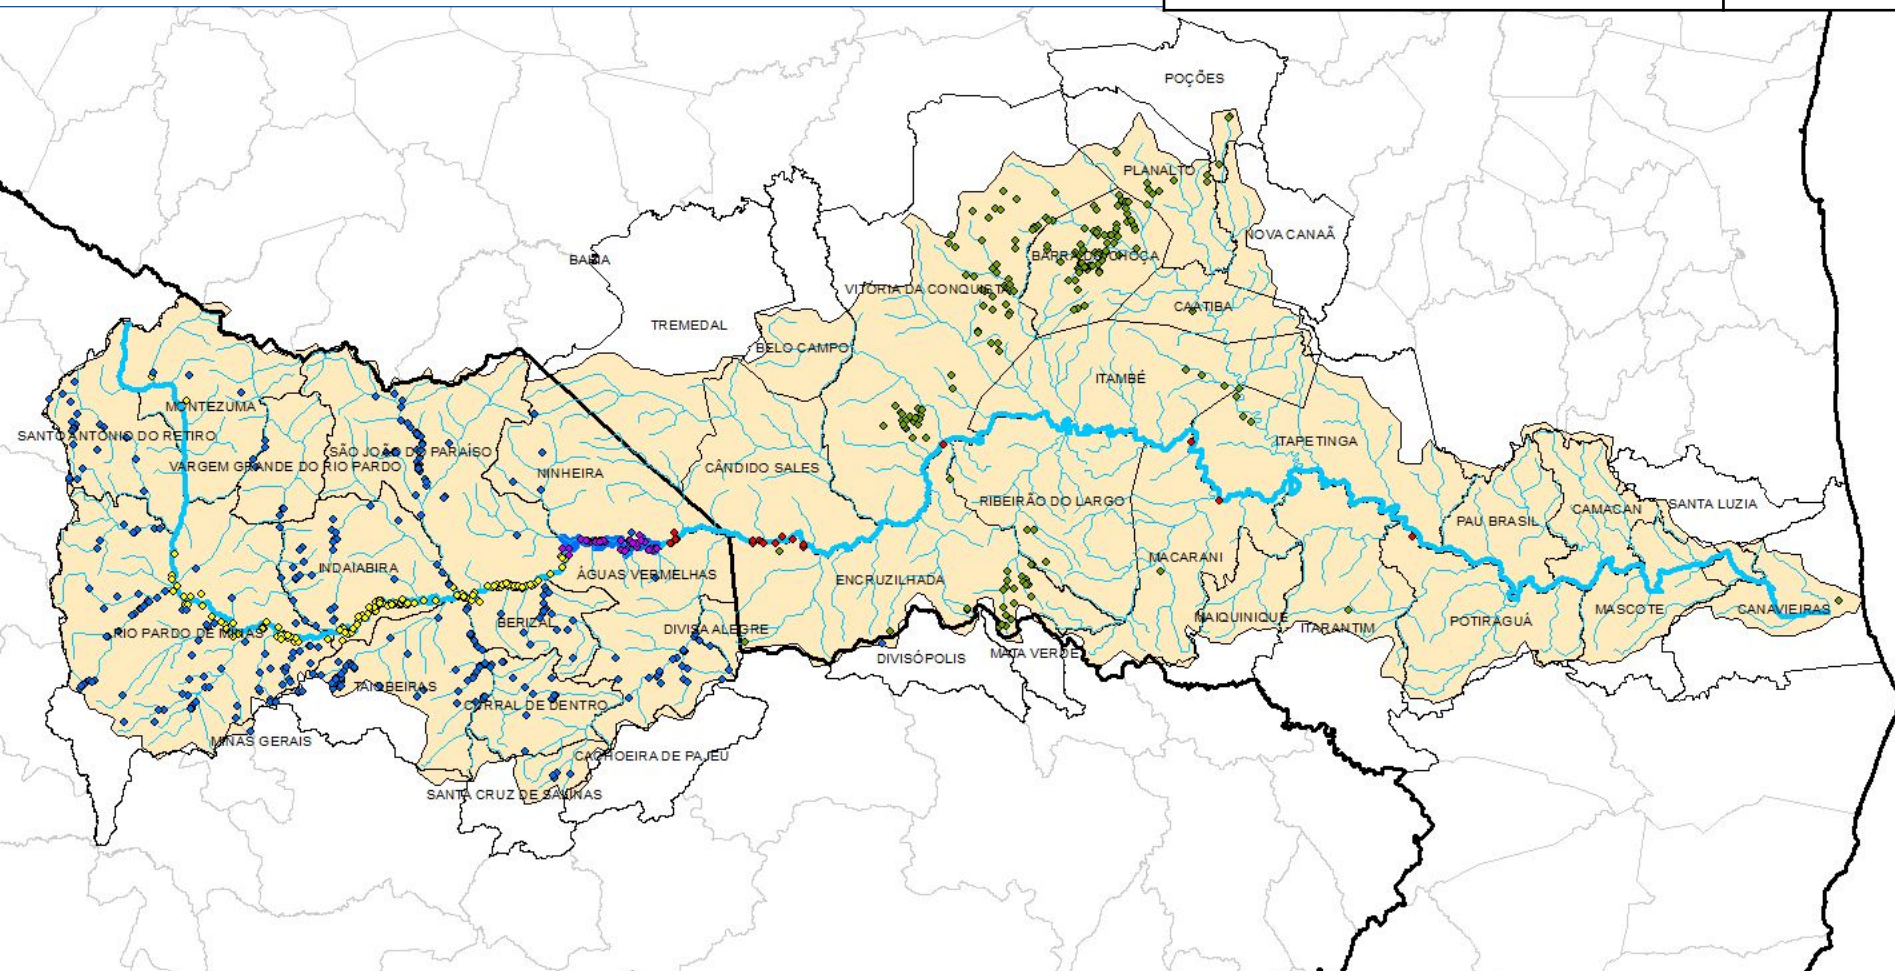 POÇÕES
PLANALTO
NOVA CANAÃ
BAHIA
BARRA DO CHOÇA
VITÓRIA DA CONQUISTA
CAATIBA
TREMEDAL
BELO CAMPO
ITAMBÉ
MONTEZUMA
SANTO ANTÔNIO DO RETIRO
ITAPETINGA
SÃO JOÃO DO PARAÍSO
VARGEM GRANDE DO RIO PARDO
CÂNDIDO SALES
NINHEIRA
RIBEIRÃO DO LARGO
SANTA LUZIA
CAMACAN
PAU BRASIL
MACARANI
INDAIABIRA
ÁGUAS VERMELHAS
ENCRUZILHADA
MASCOTE
CANAVIEIRAS
MAIQUINIQUE
POTIRAGUÁ
BERIZAL
ITARANTIM
DIVISA ALEGRE
RIO PARDO DE MINAS
MATA VERDE
DIVISÓPOLIS
TAIOBEIRAS
CURRAL DE DENTRO
MINAS GERAIS
CACHOEIRA DE PAJEÚ
SANTA CRUZ DE SALINAS